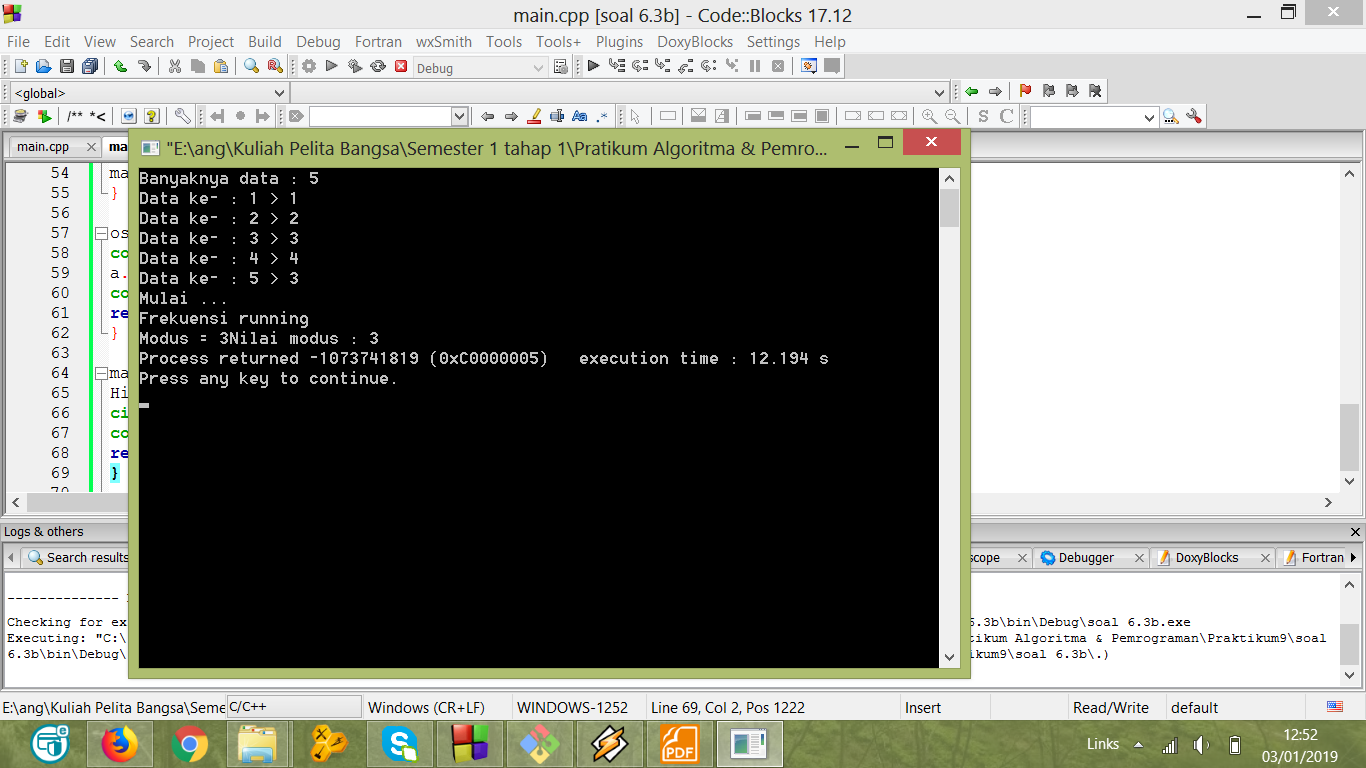 main.cpp [soal 6.3b] - Code::Blocks 17.12
File Edit View Search Project Build Debug Fortran wxSmith Tools Tools+ Plugins DoxyBlocks Settings Help
Debug
<global>
/** *<
Aa .*
S C
main.cpp ma
"E:\ang\Kuliah Pelita Bangsa\Semester 1 tahap 1\Pratikum Algoritma & Pemro...
54 ma
55 }
56
57 os
58 co
59 a.
60 co
61 re
62 }
63
64 ma
65 Hi
66 ci
67 co
68 re
69 }
Banyaknya data : 5
Data ke- : 1 > 1
Data ke- : 2 > 2
Data ke- : 3 > 3
Data ke- : 4 > 4
Data ke- : 5 > 3
Mulai ...
Frekuensi running
Modus = 3Nilai modus : 3
Process returned -1073741819 (0xC0000005)   execution time : 12.194 s
Press any key to continue.
Logs & others
Search results scope Debugger DoxyBlocks Fortran
--------------
Checking for ex 6.3b\bin\Debug\soal 6.3b.exe
Executing: "C:\ tikum Algoritma & Pemrograman\Praktikum9\soal
6.3b\bin\Debug\ ikum9\soal 6.3b\.)
E:\ang\Kuliah Pelita Bangsa\Seme C/C++ Windows (CR+LF) WINDOWS-1252 Line 69, Col 2, Pos 1222 Insert Read/Write default
PDF
Links
12:52
03/01/2019